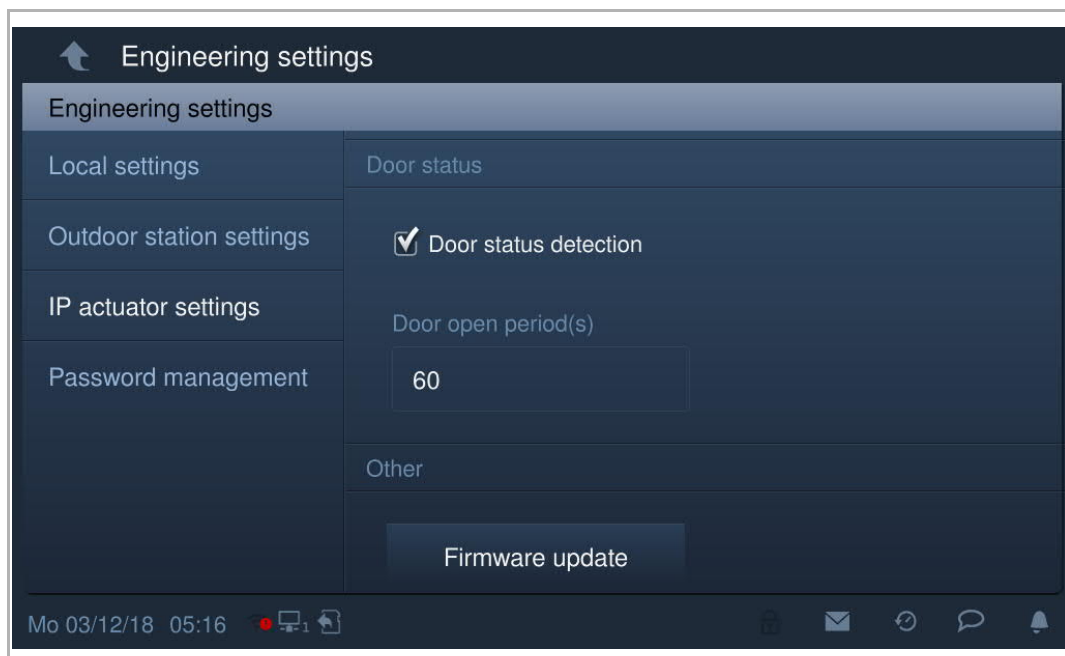 Engineering settings
Engineering settings
Local settings
Door status
Outdoor station settings
Door status detection
IP actuator settings
Door open period(s)
60
Password management
Other
Firmware update
Mo 03/12/18 05:16 1